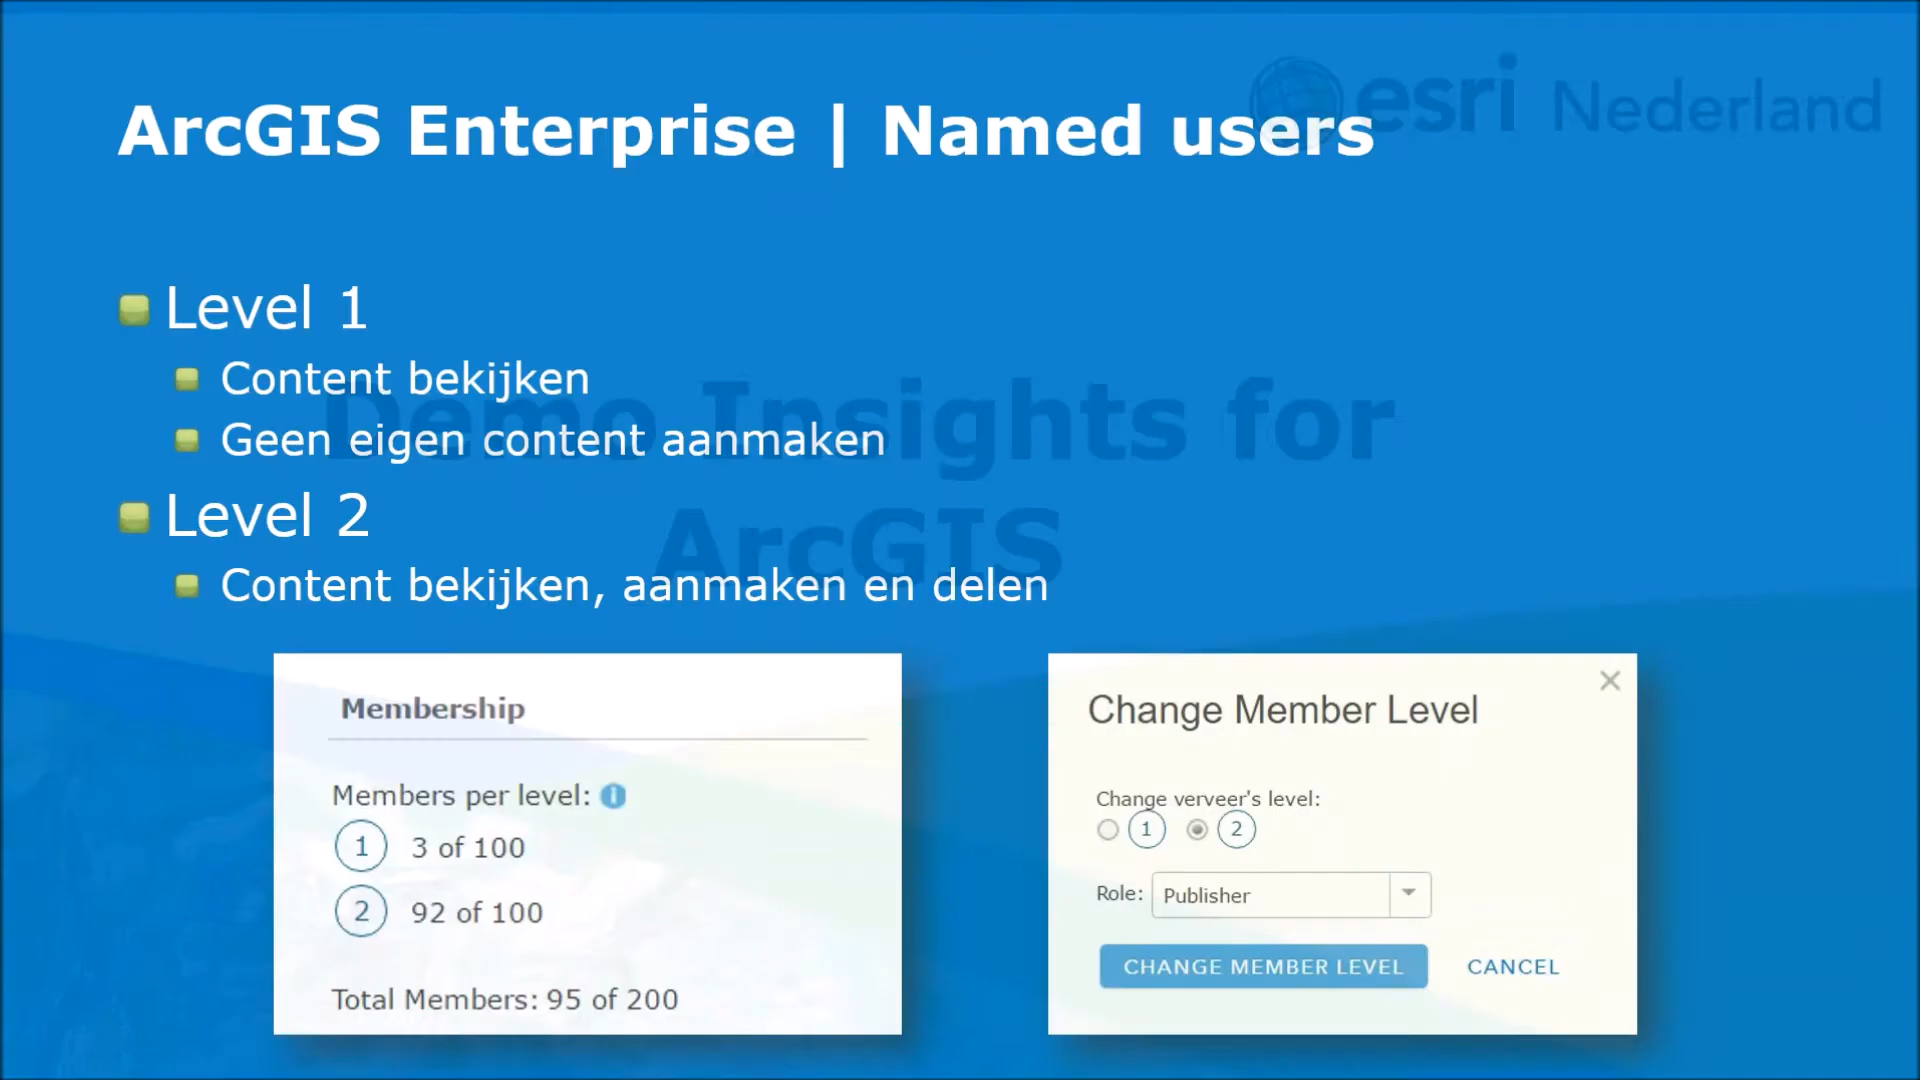 esri Nederland
ArcGIS Enterprise | Named users
Level 1
Content bekijken
Geen eigen content aanmaken
Level 2
Content bekijken, aanmaken en delen
Demo Insights for
ArcGIS
Membership
Members per level: i
1 3 of 100
2 92 of 100
Total Members: 95 of 200
Change Member Level
Change verveer's level:
1 2
Role: Publisher
CHANGE MEMBER LEVEL CANCEL